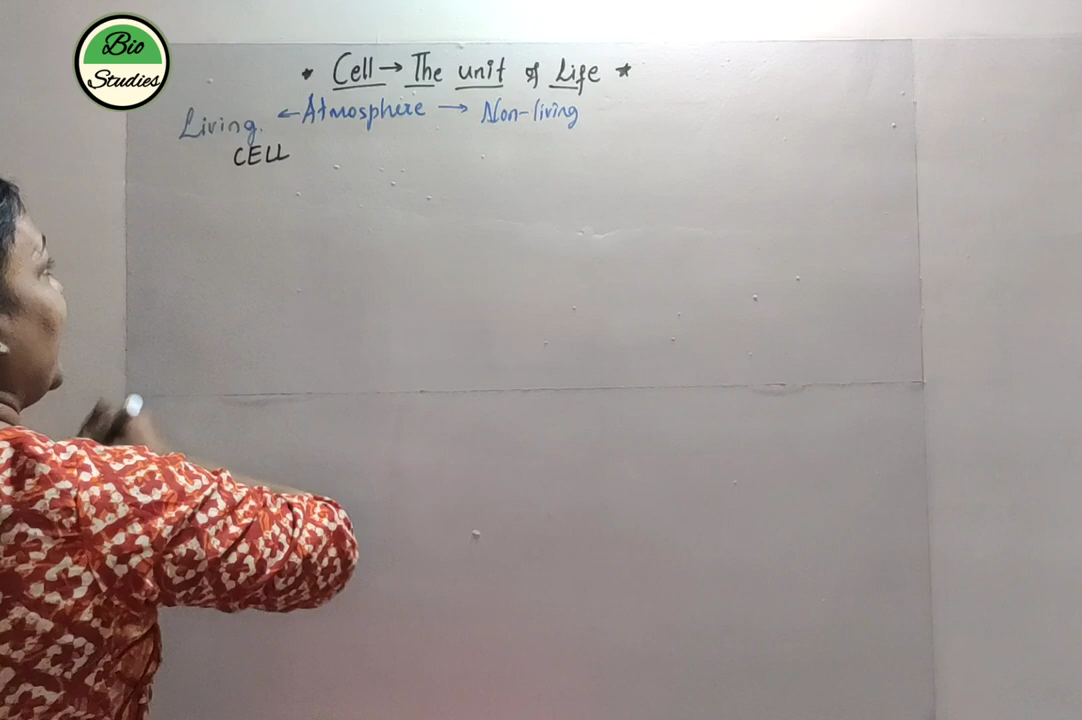 Bio
Studies
* Cell → The unit of Life *
Living. ← Atmosphere → Non-living
CELL